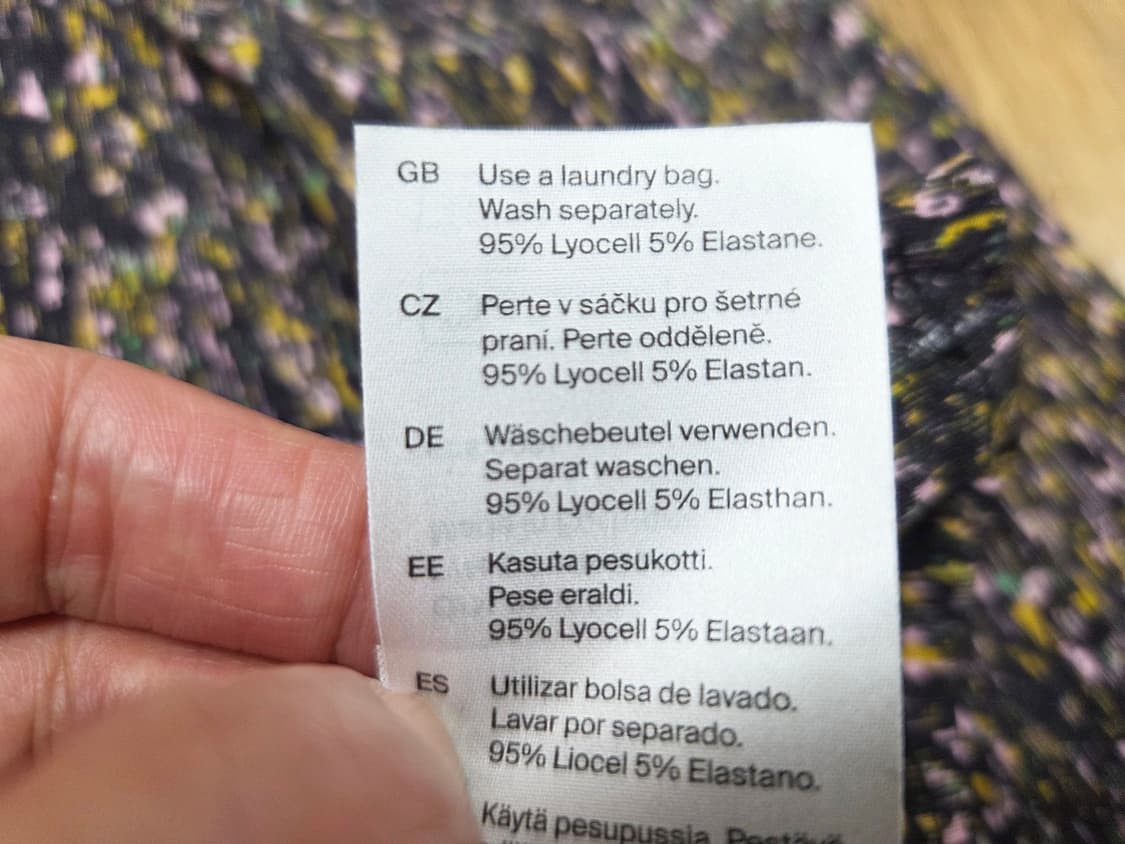 GB Use a laundry bag.
Wash separately.
95% Lyocell 5% Elastane.
CZ Perte v sáčku pro šetrné
praní. Perte odděleně.
95% Lyocell 5% Elastan.
DE Wäschebeutel verwenden.
Separat waschen.
95% Lyocell 5% Elasthan.
EE Kasuta pesukotti.
Pese eraldi.
95% Lyocell 5% Elastaan.
ES Utilizar bolsa de lavado.
Lavar por separado.
95% Liocel 5% Elastano.
Käytä pesupussia.